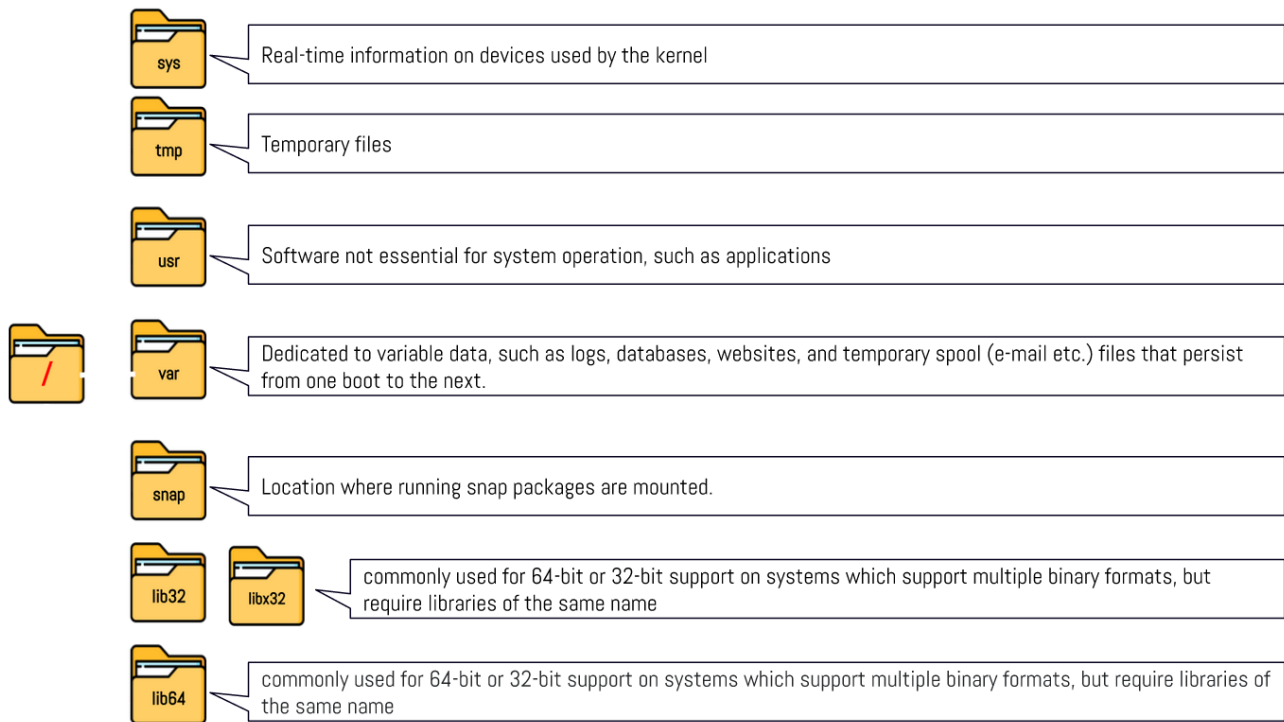 sys
Real-time information on devices used by the kernel
tmp
Temporary files
usr
Software not essential for system operation, such as applications
/
var
Dedicated to variable data, such as logs, databases, websites, and temporary spool (e-mail etc.) files that persist
from one boot to the next.
snap
Location where running snap packages are mounted.
lib32
libx32
commonly used for 64-bit or 32-bit support on systems which support multiple binary formats, but
require libraries of the same name
lib64
commonly used for 64-bit or 32-bit support on systems which support multiple binary formats, but require libraries of
the same name